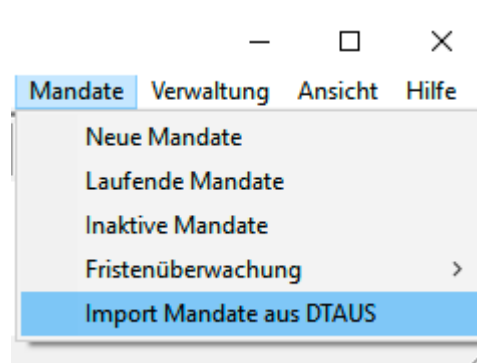 Mandate Verwaltung Ansicht Hilfe
Neue Mandate
Laufende Mandate
Inaktive Mandate
Fristenüberwachung
Import Mandate aus DTAUS